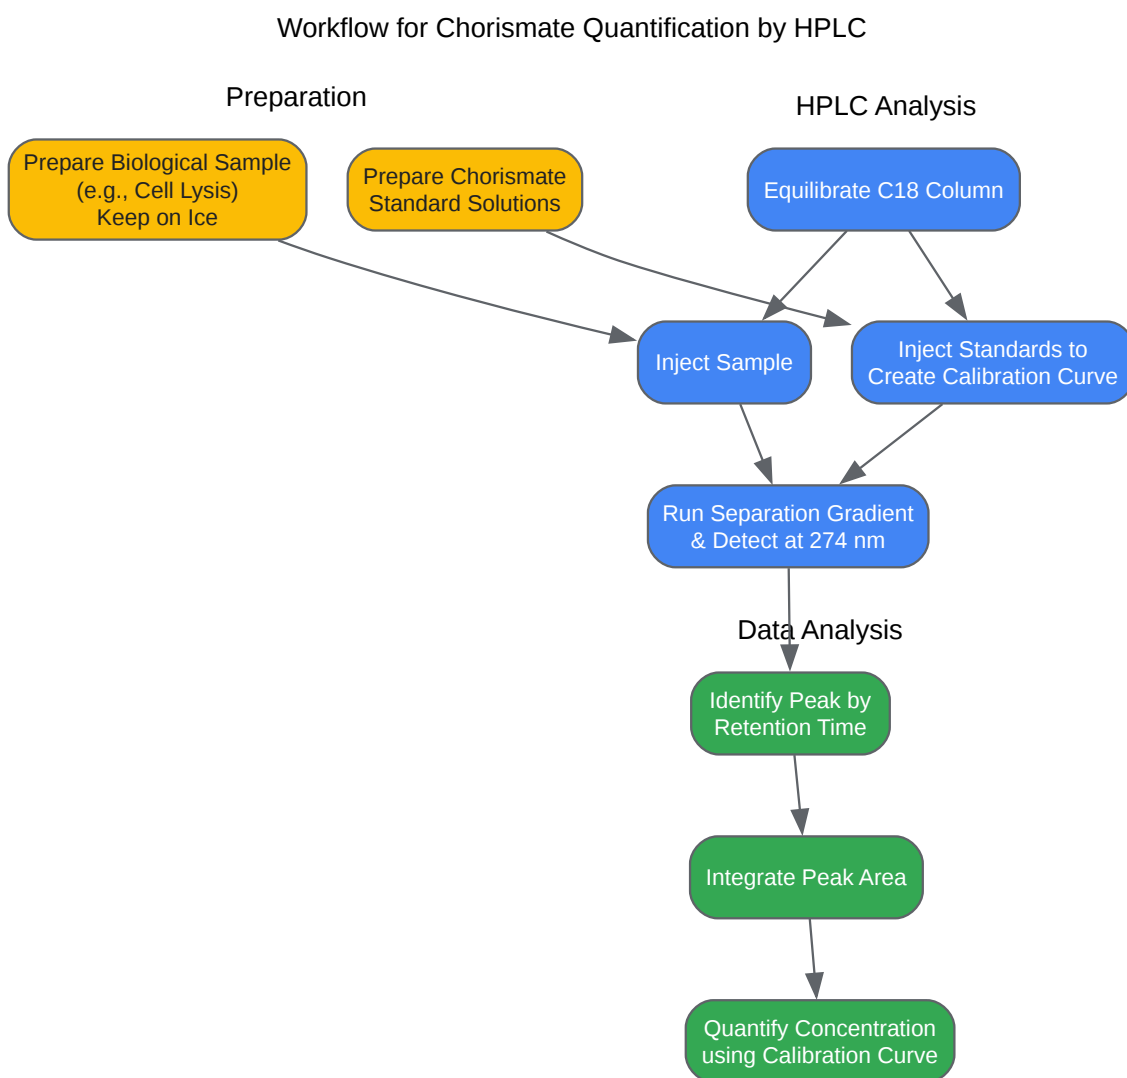 Workflow for Chorismate Quantification by HPLC
Preparation
HPLC Analysis
Prepare Biological Sample
(e.g., Cell Lysis)
Keep on Ice
Prepare Chorismate
Standard Solutions
Equilibrate C18 Column
Inject Sample
Inject Standards to
Create Calibration Curve
Run Separation Gradient
& Detect at 274 nm
Data Analysis
Identify Peak by
Retention Time
Integrate Peak Area
Quantify Concentration
using Calibration Curve